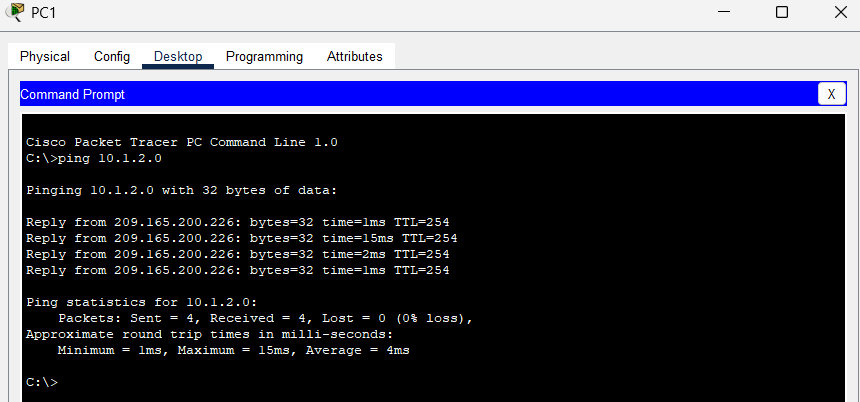 PC1
Physical Config Desktop Programming Attributes
Command Prompt
X
Cisco Packet Tracer PC Command Line 1.0
C:\>ping 10.1.2.0
Pinging 10.1.2.0 with 32 bytes of data:
Reply from 209.165.200.226: bytes=32 time=1ms TTL=254
Reply from 209.165.200.226: bytes=32 time=15ms TTL=254
Reply from 209.165.200.226: bytes=32 time=2ms TTL=254
Reply from 209.165.200.226: bytes=32 time=1ms TTL=254
Ping statistics for 10.1.2.0:
    Packets: Sent = 4, Received = 4, Lost = 0 (0% loss),
Approximate round trip times in milli-seconds:
    Minimum = 1ms, Maximum = 15ms, Average = 4ms
C:\>